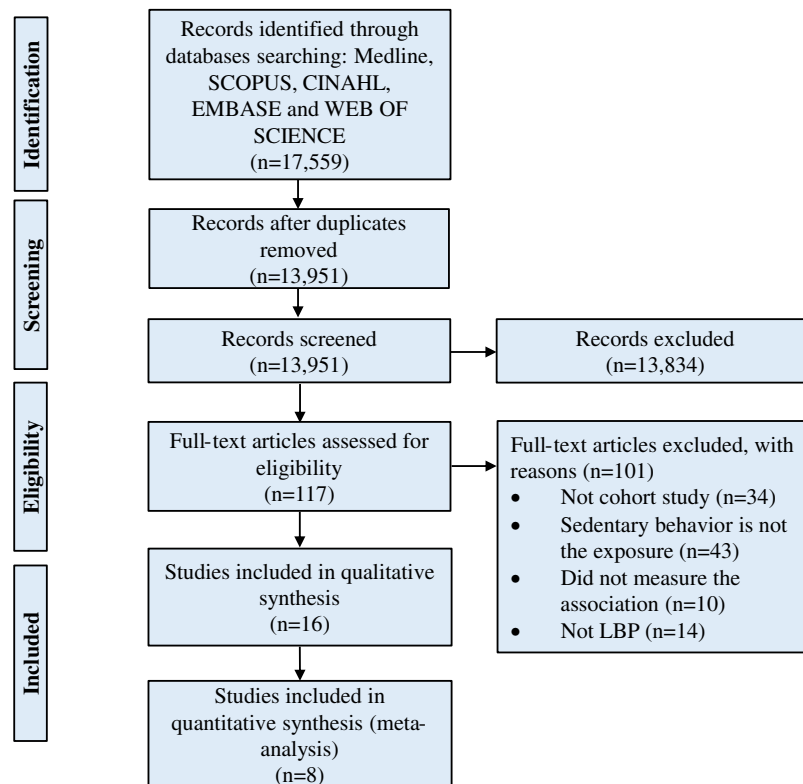 Identification
Records identified through
databases searching: Medline,
SCOPUS, CINAHL,
EMBASE and WEB OF
SCIENCE
(n=17,559)
Screening
Records after duplicates
removed
(n=13,951)
Records screened
(n=13,951)
Records excluded
(n=13,834)
Eligibility
Full-text articles assessed for
eligibility
(n=117)
Full-text articles excluded, with
reasons (n=101)
• Not cohort study (n=34)
• Sedentary behavior is not
the exposure (n=43)
• Did not measure the
association (n=10)
• Not LBP (n=14)
Included
Studies included in qualitative
synthesis
(n=16)
Studies included in
quantitative synthesis (meta-
analysis)
(n=8)